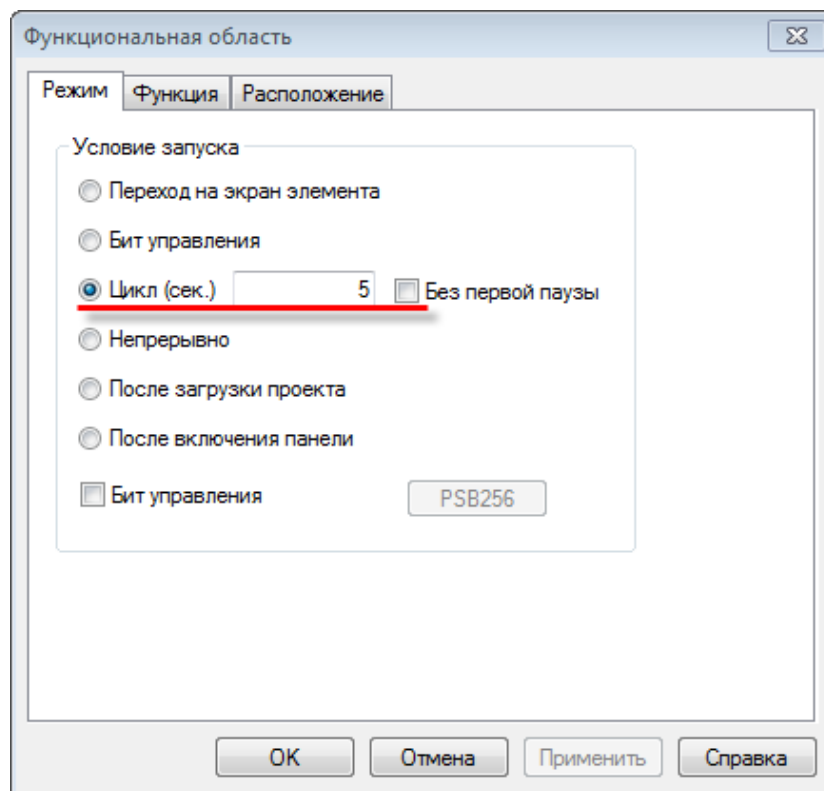 Функциональная область
Режим Функция Расположение
Условие запуска
Переход на экран элемента
Бит управления
Цикл (сек.) 5 Без первой паузы
Непрерывно
После загрузки проекта
После включения панели
Бит управления PSB256
OK Отмена Применить Справка